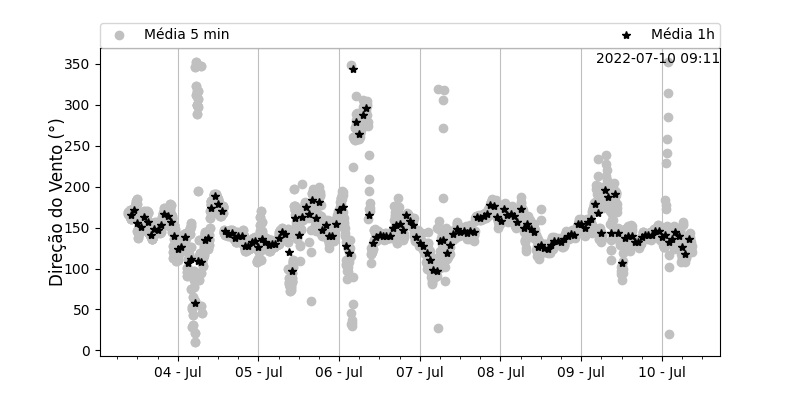 Média 5 min
Média 1h
2022-07-10 09:11
Direção do Vento (°)
350
300
250
200
150
100
50
0
04 - Jul
05 - Jul
06 - Jul
07 - Jul
08 - Jul
09 - Jul
10 - Jul